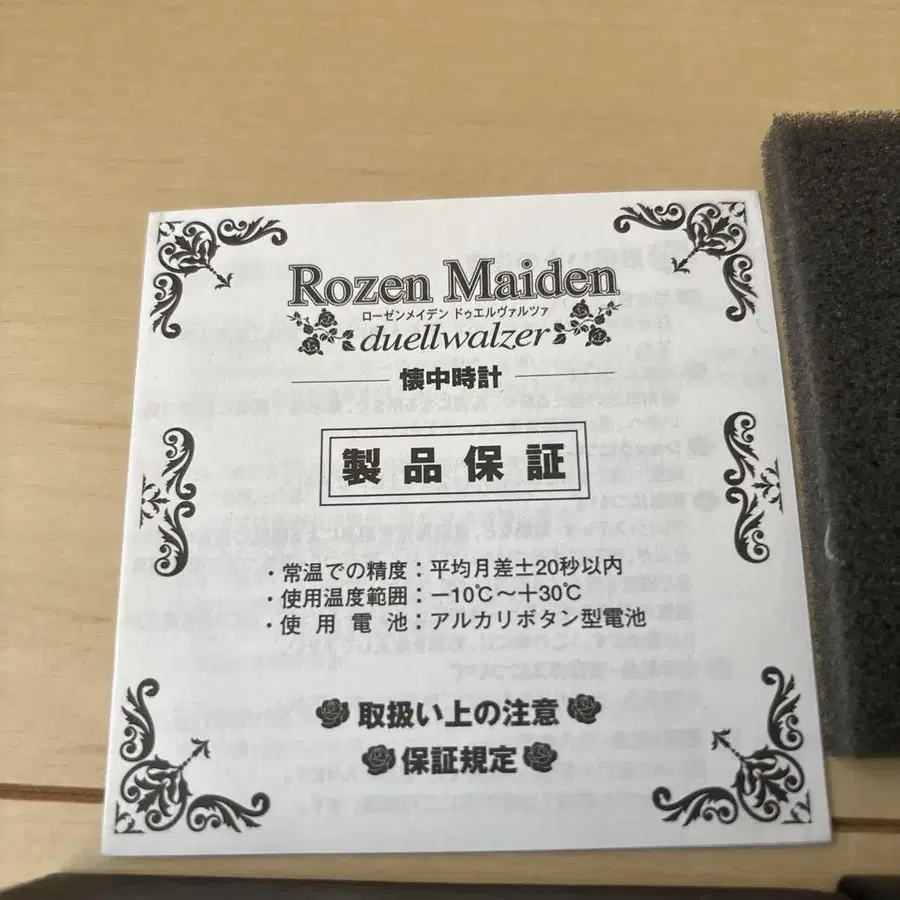 Rozen Maiden
ローゼンメイデン ドゥエルヴァルツァ
duellwalzer
懐中時計
製品保証
・常温での精度：平均月差±20秒以内
・使用温度範囲：−10℃〜＋30℃
・使用電池：アルカリボタン型電池
取扱い上の注意
保証規定